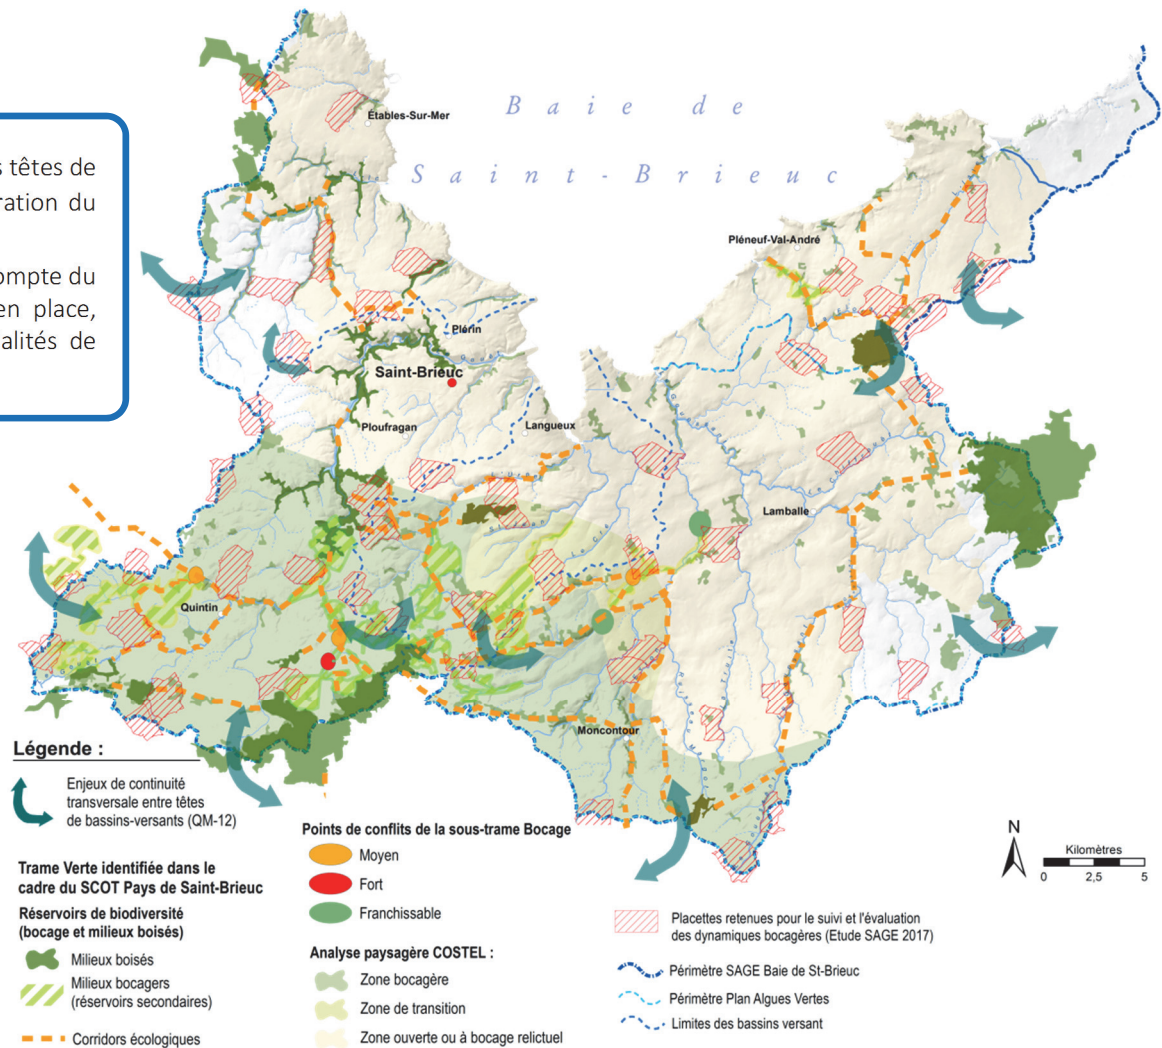 s têtes de
ration du
ompte du
en place,
alités de
Baie de
Saint-Brieuc
Étables-Sur-Mer
Pléneuf-Val-André
Plérin
Saint-Brieuc
Ploufragan
Langueux
Lamballe
Quintin
Moncontour
Légende :
Enjeux de continuité
transversale entre têtes
de bassins-versants (QM-12)
Trame Verte identifiée dans le
cadre du SCOT Pays de Saint-Brieuc
Réservoirs de biodiversité
(bocage et milieux boisés)
Milieux boisés
Milieux bocagers
(réservoirs secondaires)
Corridors écologiques
Points de conflits de la sous-trame Bocage
Moyen
Fort
Franchissable
Analyse paysagère COSTEL :
Zone bocagère
Zone de transition
Zone ouverte ou à bocage relictuel
Placettes retenues pour le suivi et l'évaluation
des dynamiques bocagères (Etude SAGE 2017)
Périmètre SAGE Baie de St-Brieuc
Périmètre Plan Algues Vertes
Limites des bassins versant
N
Kilomètres
0 2,5 5